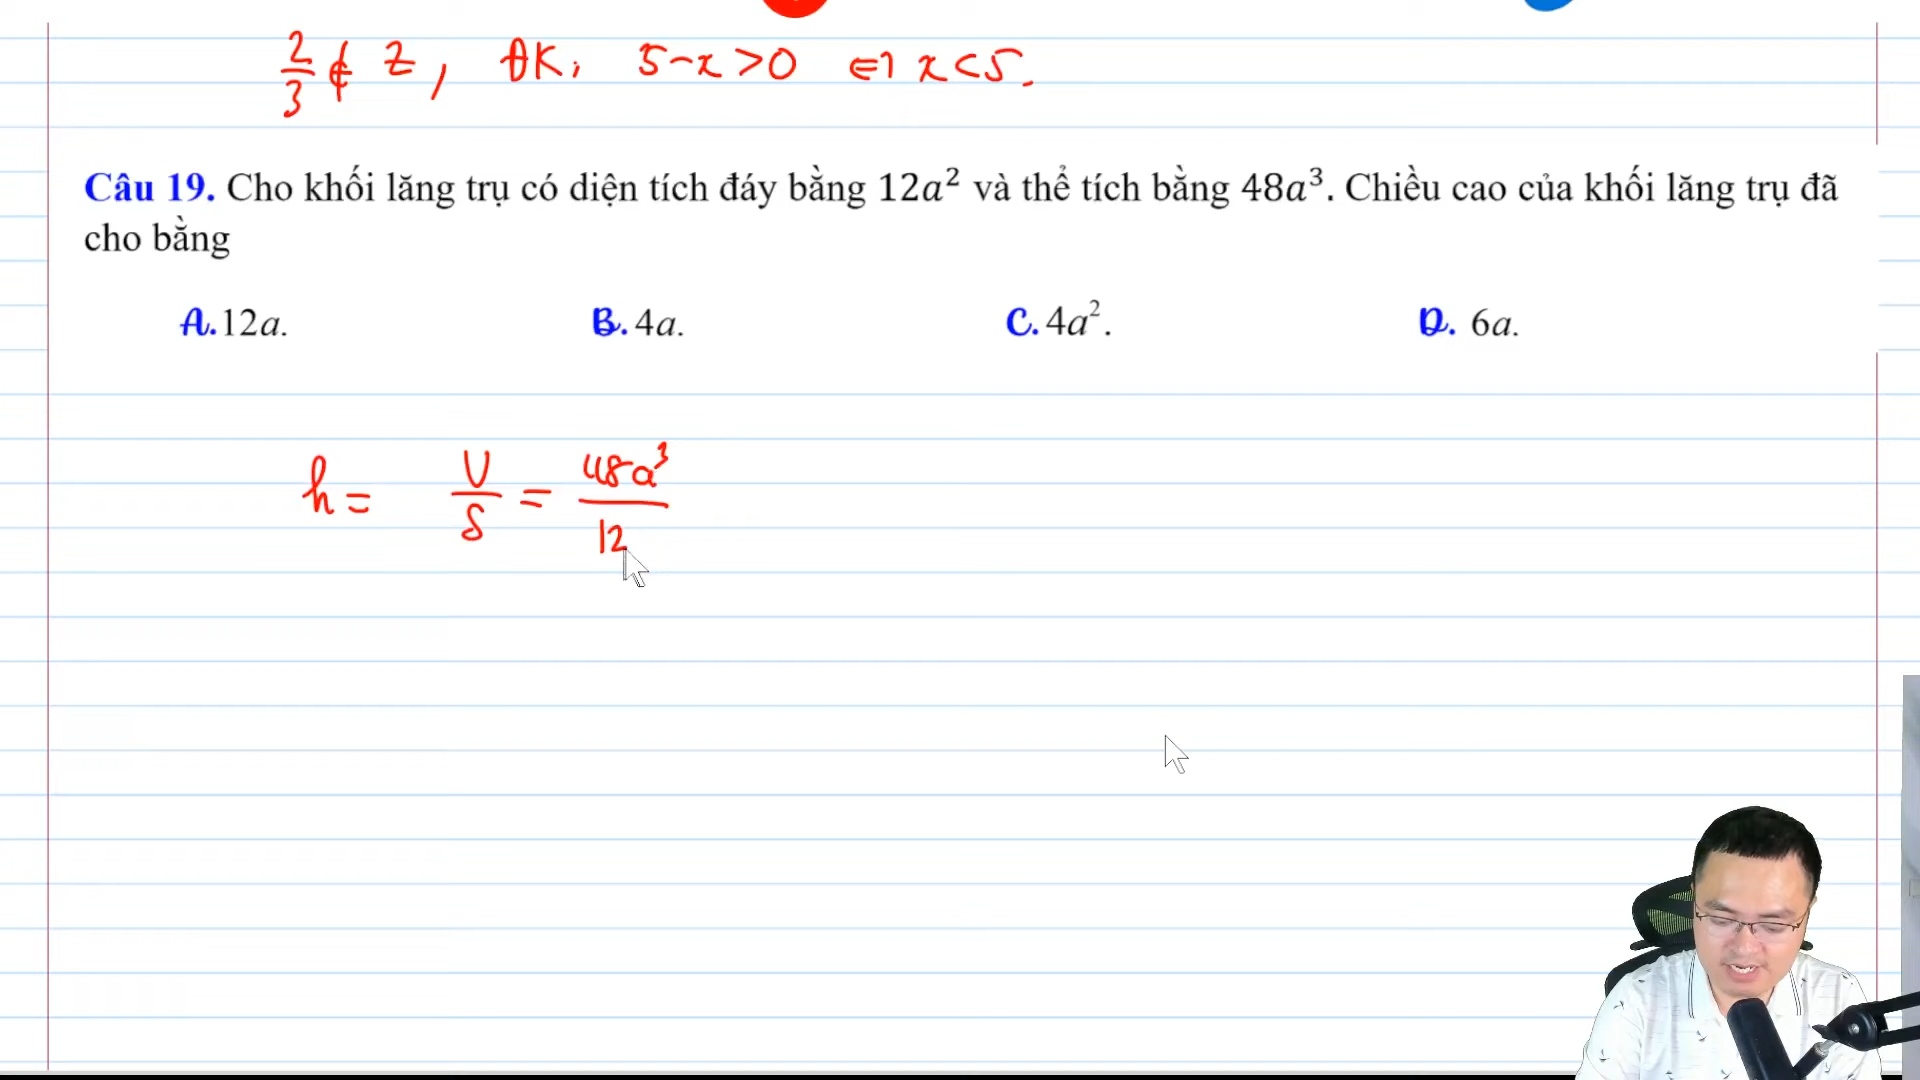 2/3 ∉ Z, ĐK: 5-x>0 ⇔ x<5.
Câu 19. Cho khối lăng trụ có diện tích đáy bằng 12a² và thể tích bằng 48a³. Chiều cao của khối lăng trụ đã
cho bằng
A. 12a. B. 4a. C. 4a². D. 6a.
h = V/S = 48a³/12